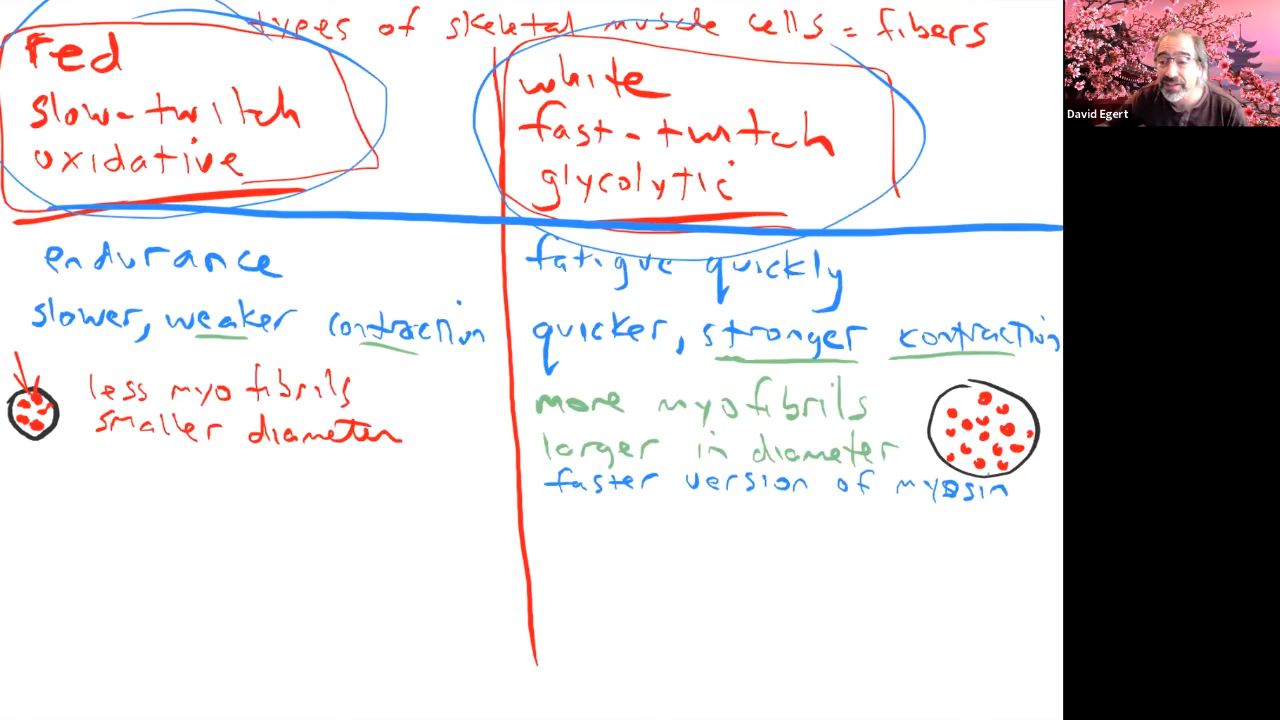 types of skeletal muscle cells = fibers
red
slow-twitch
oxidative
white
fast-twitch
glycolytic
endurance
slower, weaker contraction
less myofibrils
smaller diameter
fatigue quickly
quicker, stronger contraction
more myofibrils
larger in diameter
faster version of myosin
David Egert